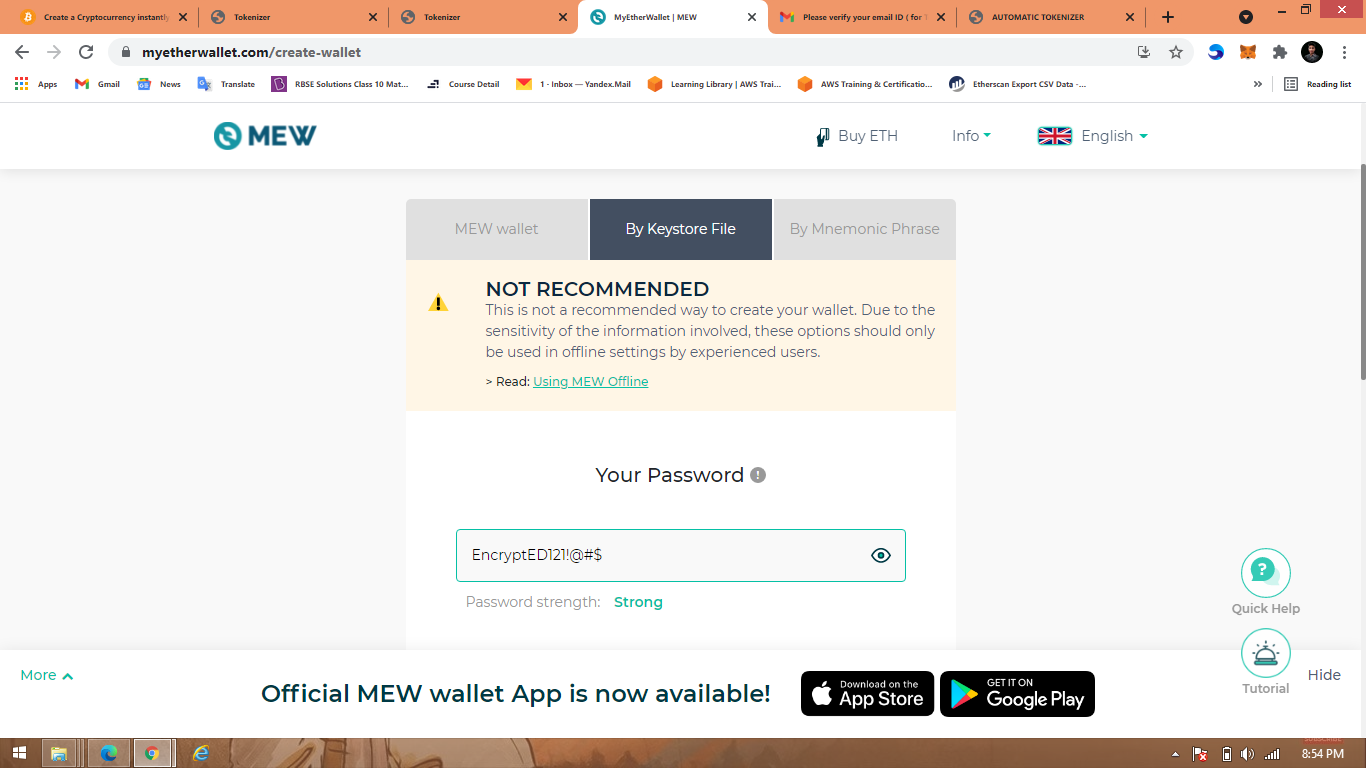 Create a Cryptocurrency instantly
Tokenizer
Tokenizer
MyEtherWallet | MEW
Please verify your email ID ( for T
AUTOMATIC TOKENIZER
myetherwallet.com/create-wallet
Apps
Gmail
News
Translate
RBSE Solutions Class 10 Mat...
Course Detail
1 · Inbox — Yandex.Mail
Learning Library | AWS Trai...
AWS Training & Certificatio...
Etherscan Export CSV Data -...
»
Reading list
MEW
Buy ETH
Info
English
MEW wallet
By Keystore File
By Mnemonic Phrase
NOT RECOMMENDED
This is not a recommended way to create your wallet. Due to the
sensitivity of the information involved, these options should only
be used in offline settings by experienced users.
> Read: Using MEW Offline
Your Password
EncryptED121!@#$
Password strength: Strong
Quick Help
Tutorial
More
Official MEW wallet App is now available!
Download on the
App Store
GET IT ON
Google Play
Hide
SUBSCRIBE
8:54 PM